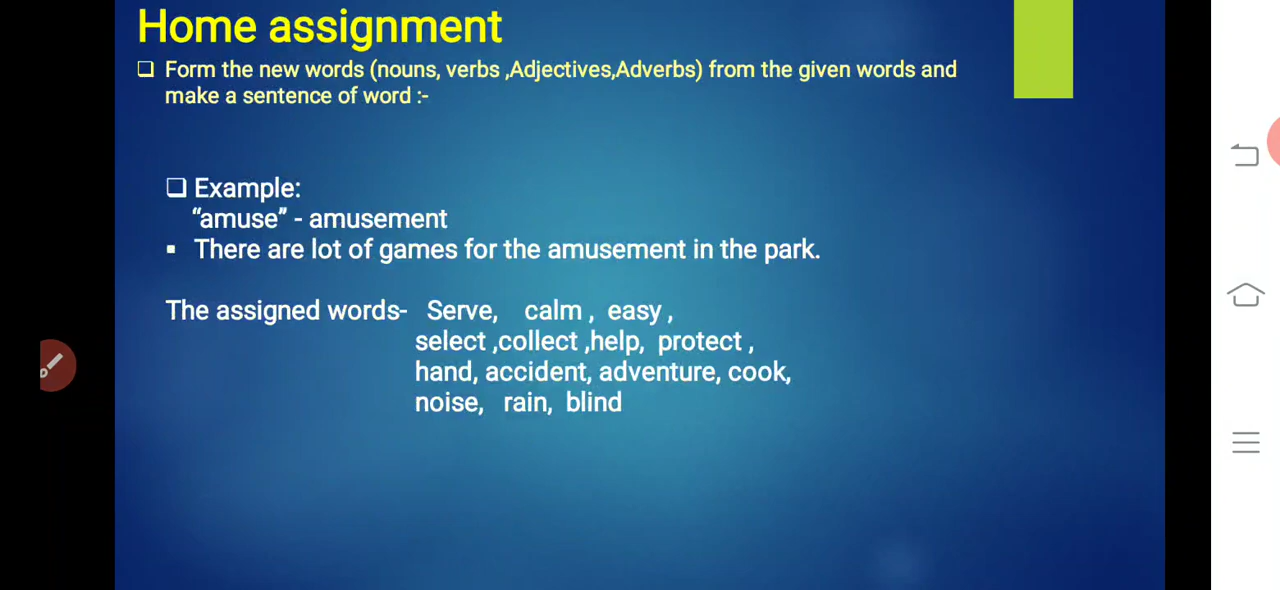 Home assignment
❑ Form the new words (nouns, verbs ,Adjectives,Adverbs) from the given words and
make a sentence of word :-
❑ Example:
“amuse” - amusement
▪ There are lot of games for the amusement in the park.
The assigned words- Serve, calm , easy ,
select ,collect ,help, protect ,
hand, accident, adventure, cook,
noise, rain, blind